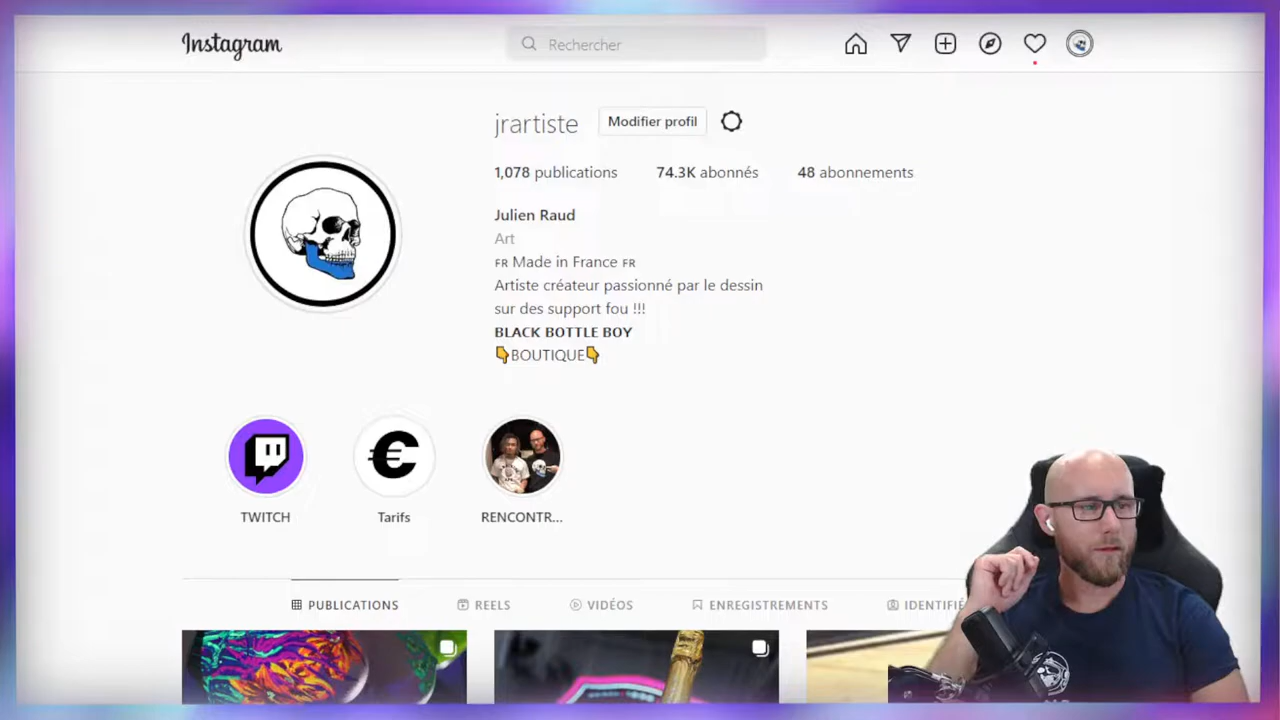 Instagram
Rechercher
jrartiste
Modifier profil
1,078 publications 74.3K abonnés 48 abonnements
Julien Raud
Art
FR Made in France FR
Artiste créateur passionné par le dessin
sur des support fou !!!
BLACK BOTTLE BOY
👇BOUTIQUE👇
TWITCH Tarifs RENCONTR...
PUBLICATIONS REELS VIDÉOS ENREGISTREMENTS IDENTIFIÉ